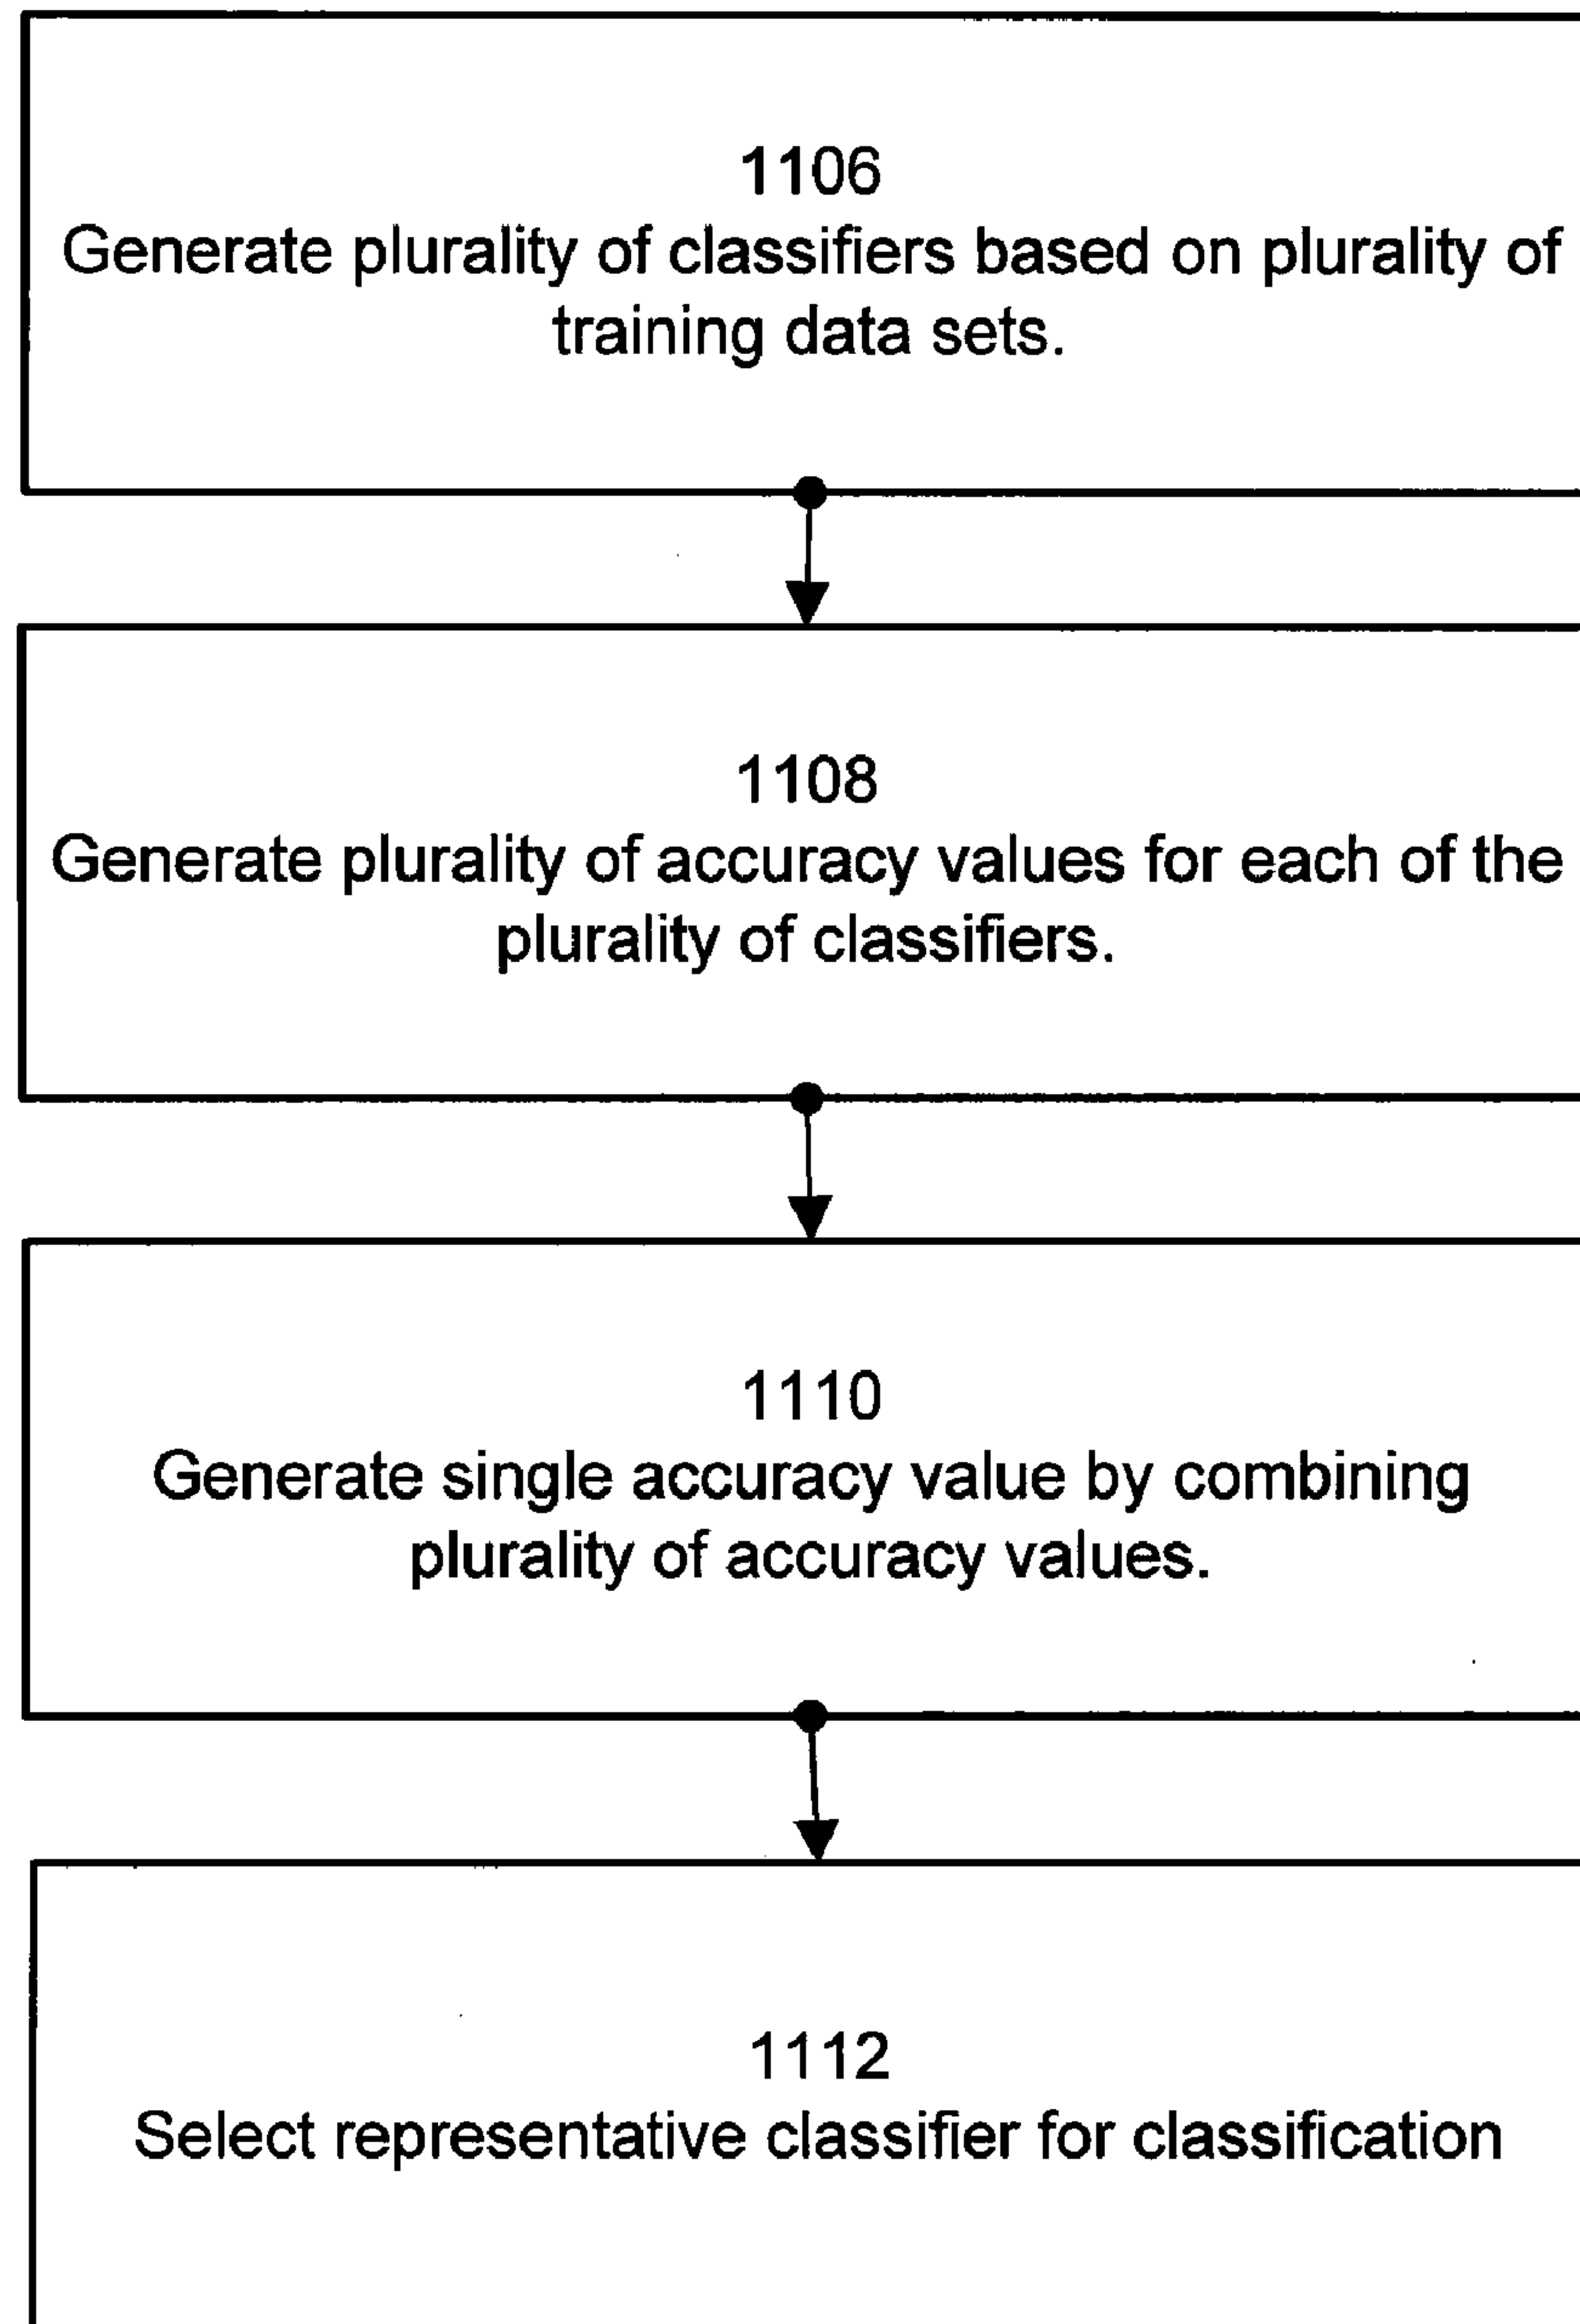 1106
Generate plurality of classifiers based on plurality of
training data sets.
1108
Generate plurality of accuracy values for each of the
plurality of classifiers.
1110
Generate single accuracy value by combining
plurality of accuracy values.
1112
Select representative classifier for classification